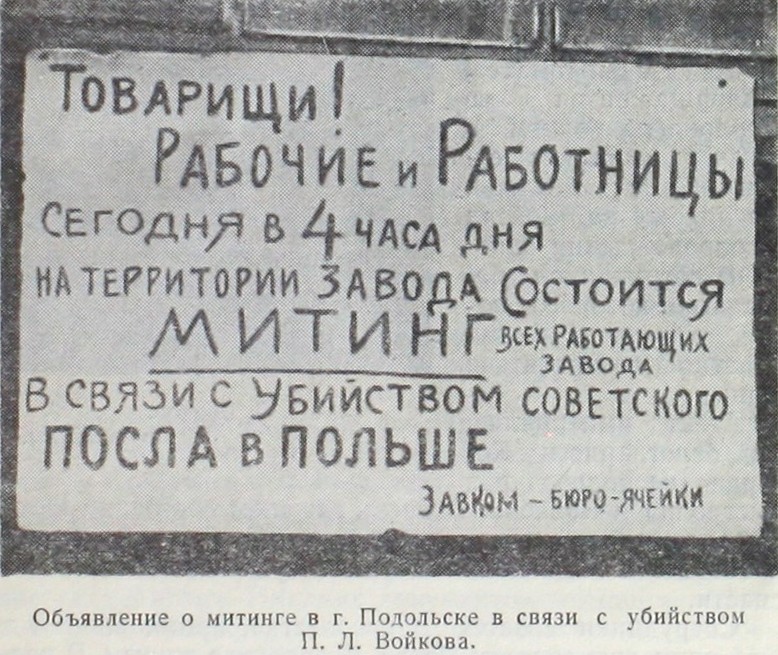 Товарищи!
Рабочие и Работницы
сегодня в 4 часа дня
на территории завода состоится
МИТИНГ всех работающих
завода
в связи с убийством советского
посла в Польше
Завком – бюро-ячейки
Объявление о митинге в г. Подольске в связи с убийством
П. Л. Войкова.